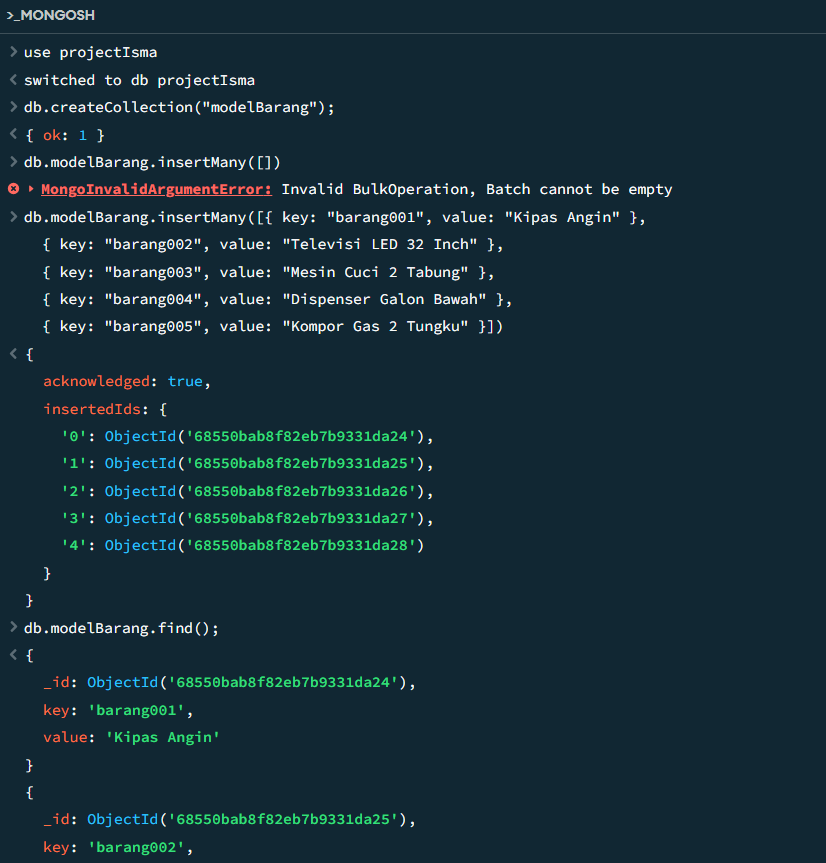 >_MONGOSH
> use projectIsma
< switched to db projectIsma
> db.createCollection("modelBarang");
< { ok: 1 }
> db.modelBarang.insertMany([])
MongoInvalidArgumentError: Invalid BulkOperation, Batch cannot be empty
> db.modelBarang.insertMany([{ key: "barang001", value: "Kipas Angin" },
{ key: "barang002", value: "Televisi LED 32 Inch" },
{ key: "barang003", value: "Mesin Cuci 2 Tabung" },
{ key: "barang004", value: "Dispenser Galon Bawah" },
{ key: "barang005", value: "Kompor Gas 2 Tungku" }])
< {
acknowledged: true,
insertedIds: {
'0': ObjectId('68550bab8f82eb7b9331da24'),
'1': ObjectId('68550bab8f82eb7b9331da25'),
'2': ObjectId('68550bab8f82eb7b9331da26'),
'3': ObjectId('68550bab8f82eb7b9331da27'),
'4': ObjectId('68550bab8f82eb7b9331da28')
}
}
> db.modelBarang.find();
< {
_id: ObjectId('68550bab8f82eb7b9331da24'),
key: 'barang001',
value: 'Kipas Angin'
}
{
_id: ObjectId('68550bab8f82eb7b9331da25'),
key: 'barang002',